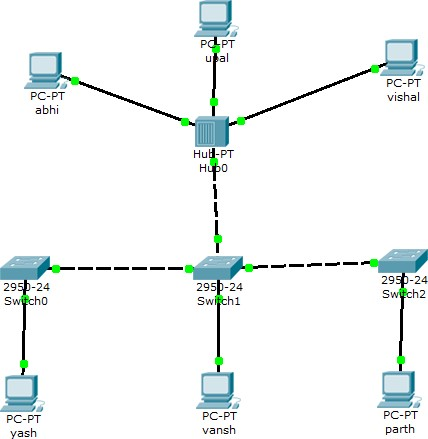 PC-PT
upal
PC-PT
abhi
PC-PT
vishal
Hub-PT
Hub0
2950-24
Switch0
2950-24
Switch1
2950-24
Switch2
PC-PT
yash
PC-PT
vansh
PC-PT
parth